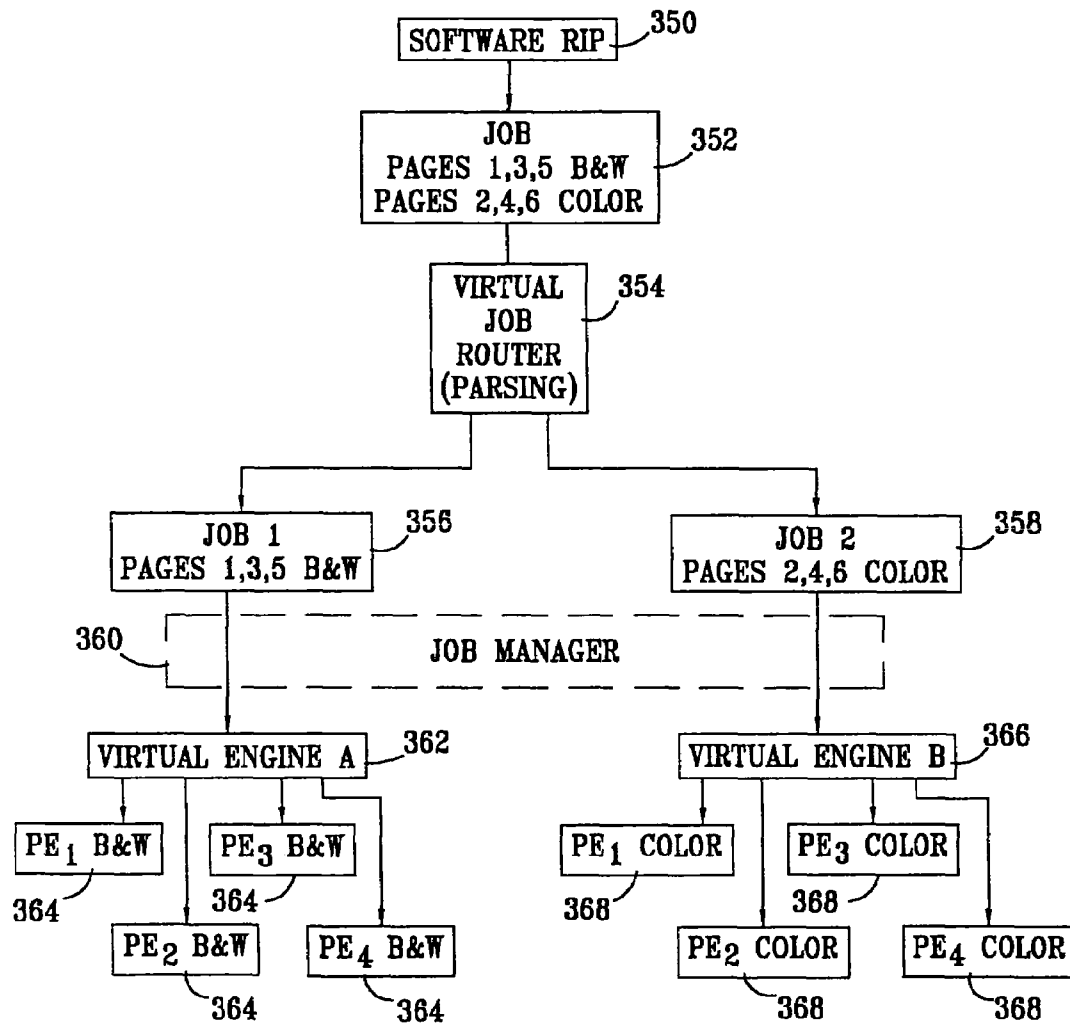 SOFTWARE RIP
350
JOB
PAGES 1,3,5 B&W
PAGES 2,4,6 COLOR
352
VIRTUAL
JOB
ROUTER
(PARSING)
354
JOB 1
PAGES 1,3,5 B&W
356
JOB 2
PAGES 2,4,6 COLOR
358
360
JOB MANAGER
VIRTUAL ENGINE A
362
VIRTUAL ENGINE B
366
PE1 B&W
364
PE3 B&W
364
PE1 COLOR
368
PE3 COLOR
368
PE2 B&W
364
PE4 B&W
364
PE2 COLOR
368
PE4 COLOR
368